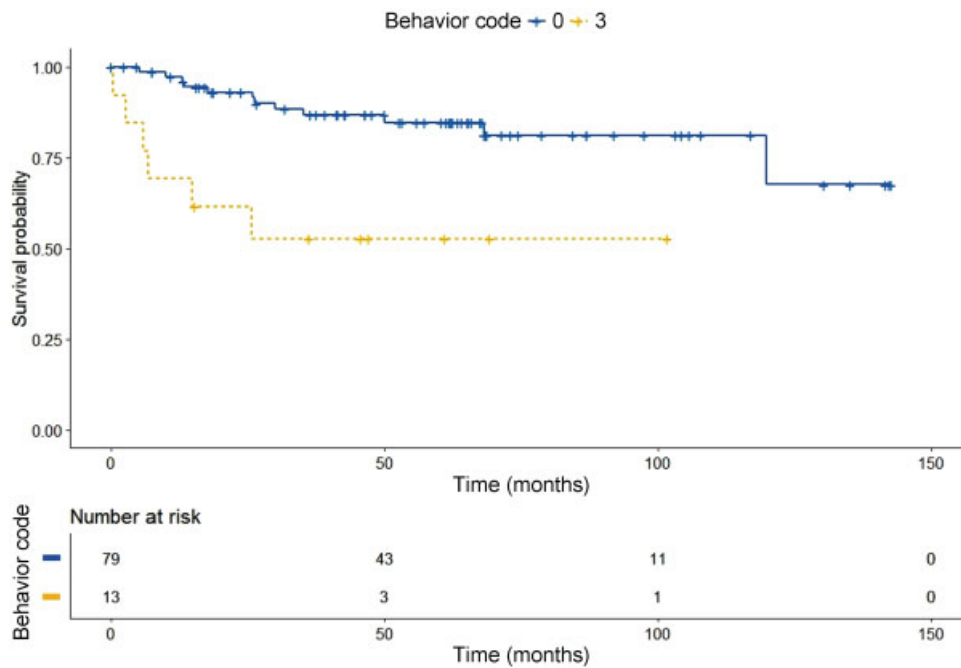 Behavior code 0 3
Survival probability
1.00
0.75
0.50
0.25
0.00
0 50 100 150
Time (months)
Number at risk
Behavior code
79 43 11 0
13 3 1 0
0 50 100 150
Time (months)